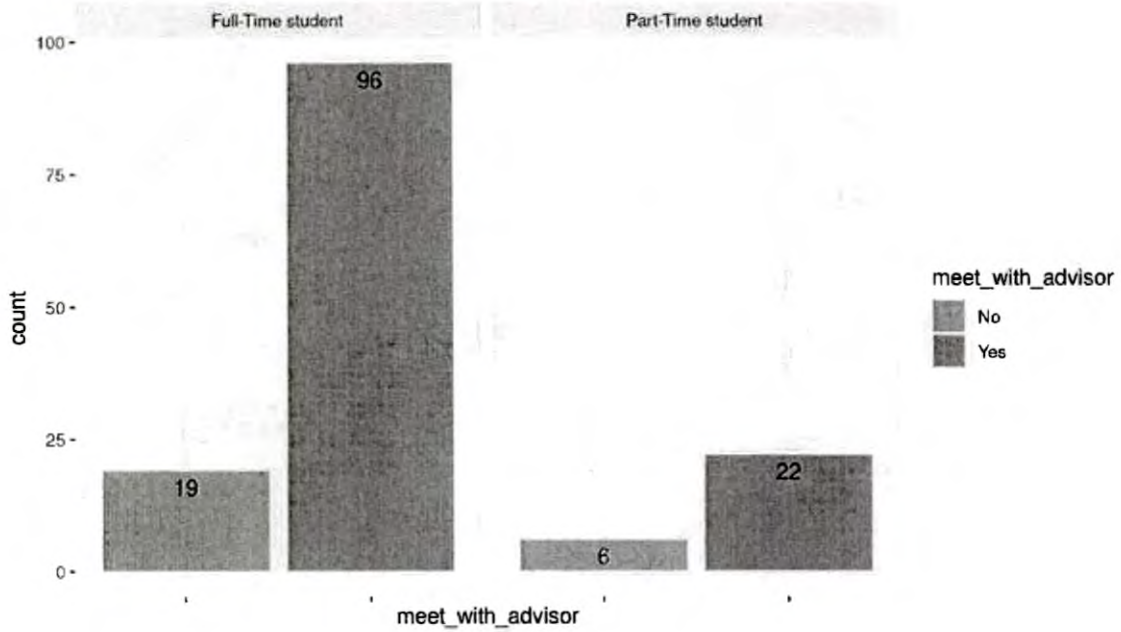 Full-Time student
Part-Time student
100
96
75
meet_with_advisor
No
50
count
Yes
25
22
19
6
0
meet_with_advisor